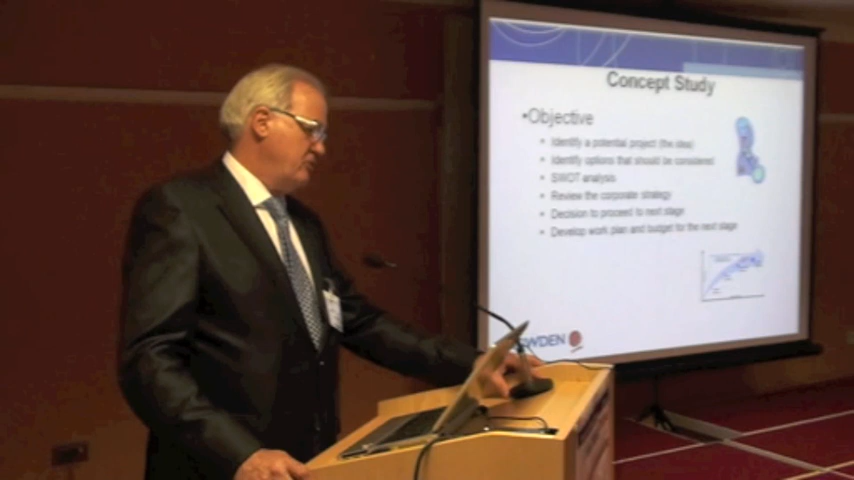 Concept Study
•Objective
• Identify a potential project (the idea)
• Identify options that should be considered
• SWOT analysis
• Review the corporate strategy
• Decision to proceed to next stage
• Develop work plan and budget for the next stage
WDEN